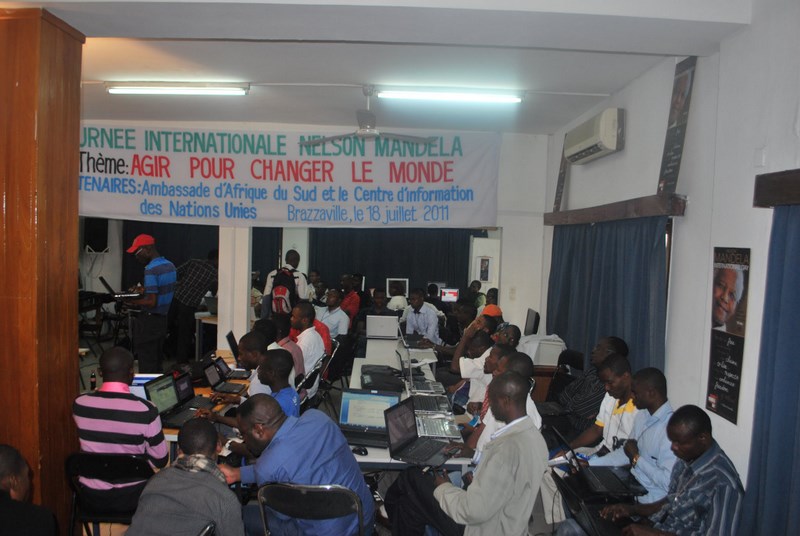 URNEE INTERNATIONALE NELSON MANDELA
Thème: AGIR POUR CHANGER LE MONDE
TENAIRES: Ambassade d'Afrique du Sud et le Centre d'information
des Nations Unies Brazzaville, le 18 juillet 2011
MANDELA